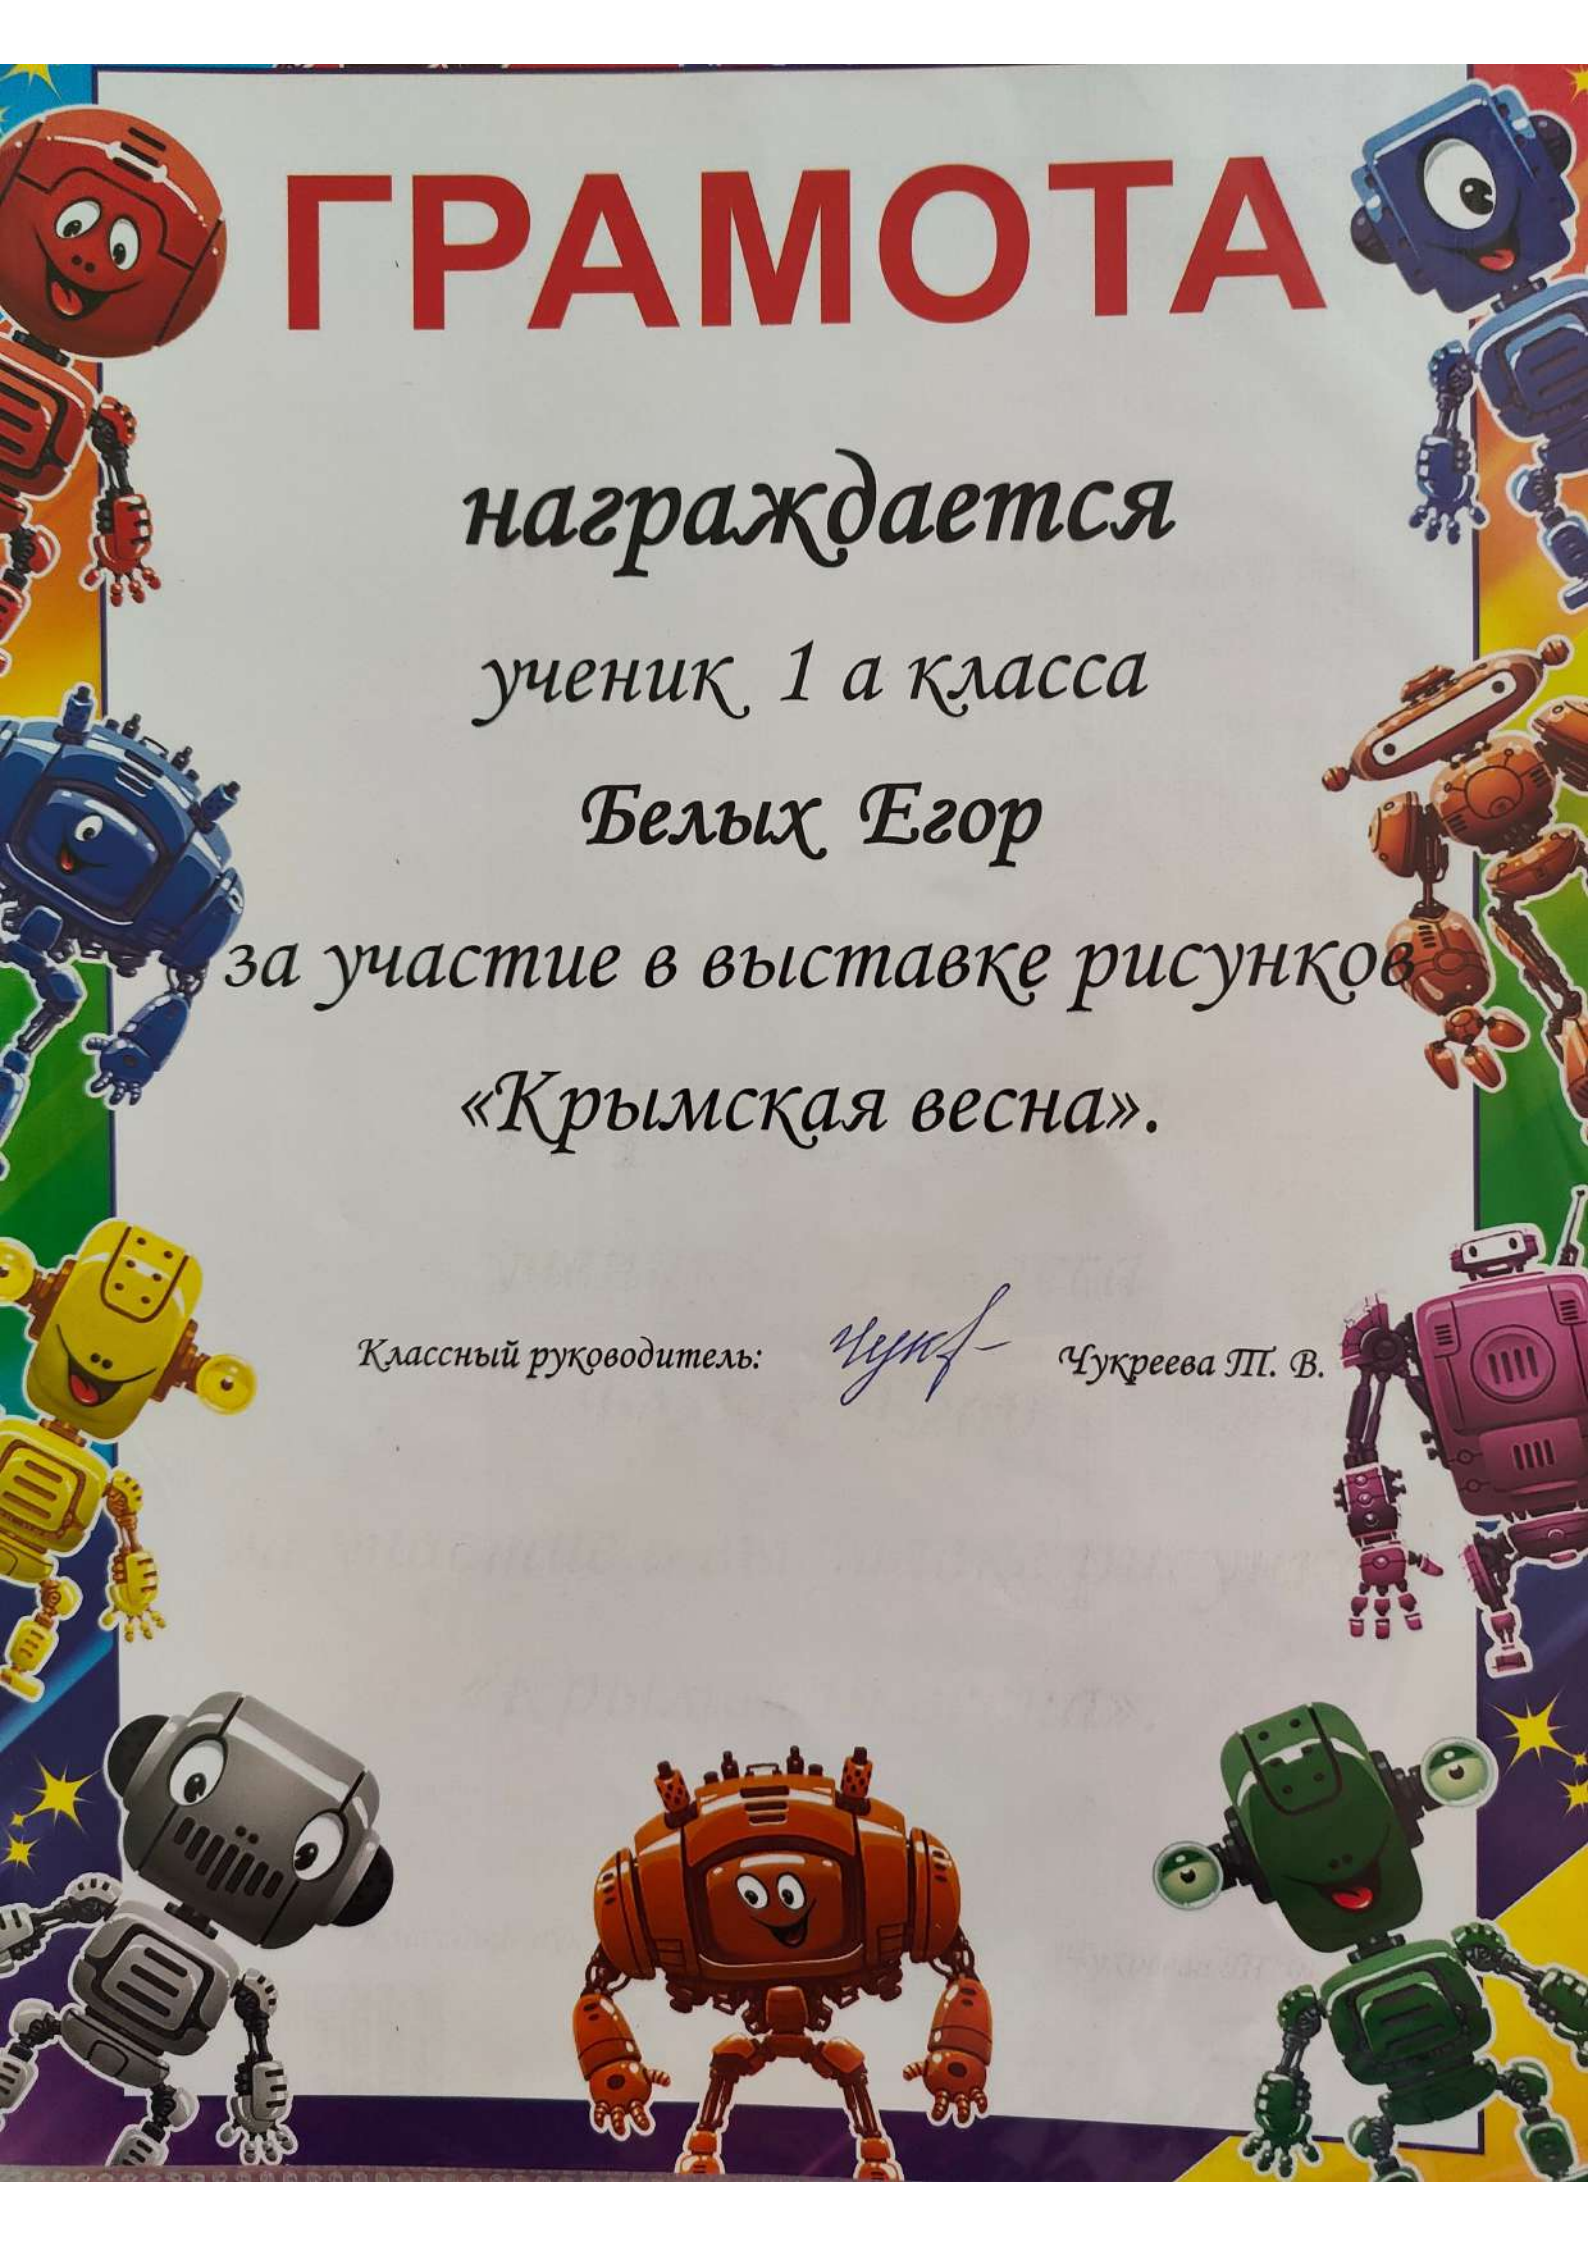 ГРАМОТА
награждается
ученик 1 а класса
Белых Егор
за участие в выставке рисунков
«Крымская весна».
Классный руководитель: Чукреева Т. В.